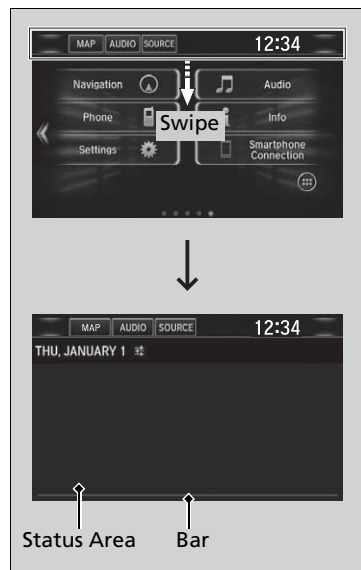 MAP AUDIO SOURCE 12:34
Navigation Audio
Phone Swipe Info
Settings Smartphone
Connection
MAP AUDIO SOURCE 12:34
THU, JANUARY 1
Status Area Bar